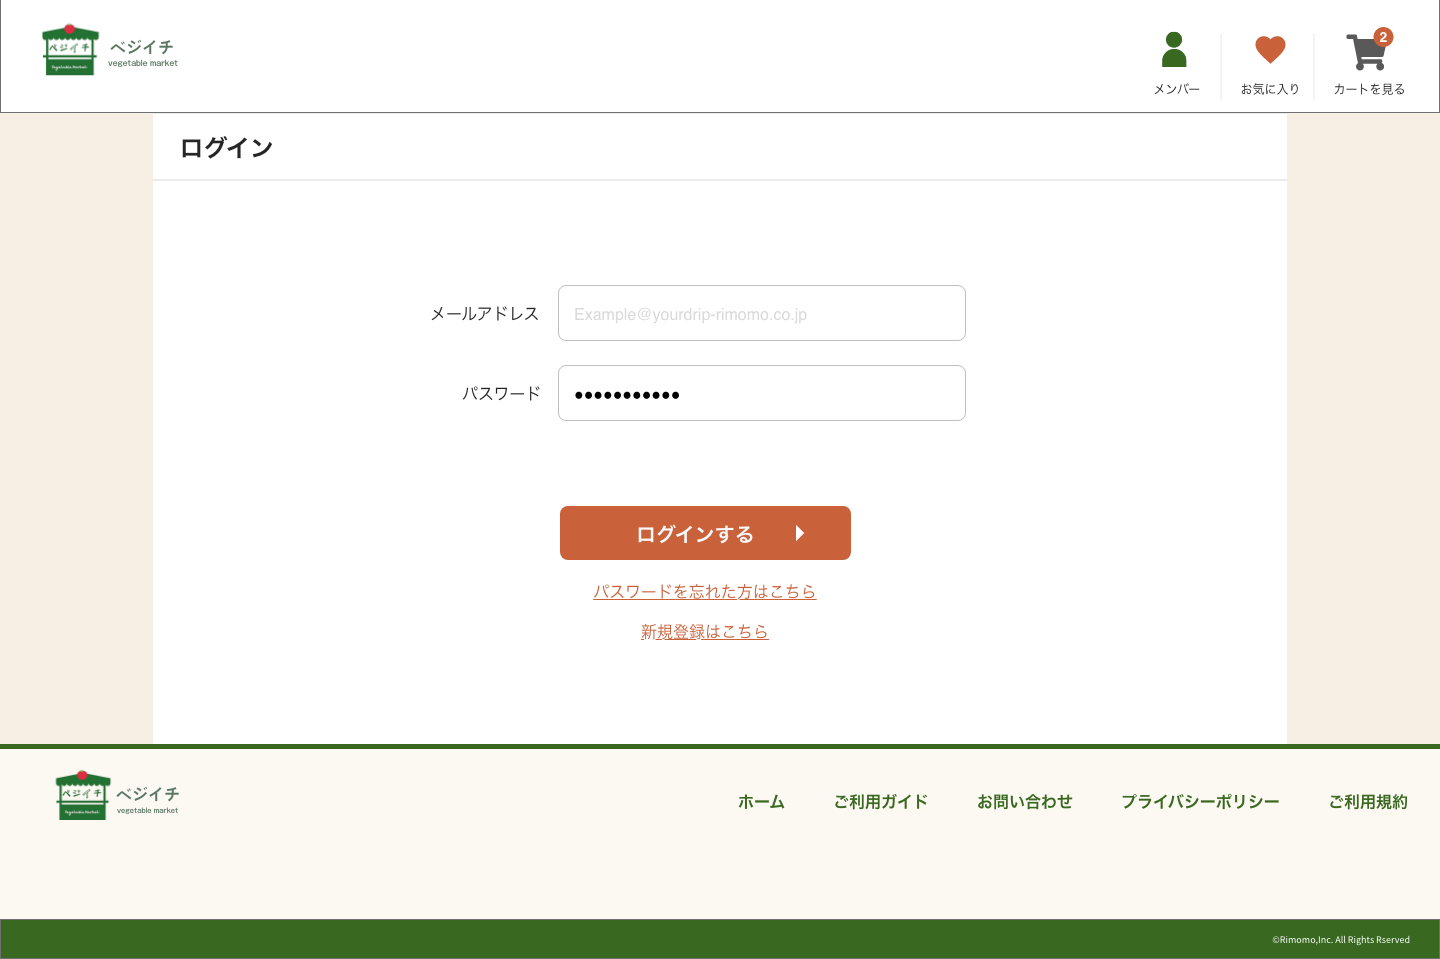 ベジイチ
Vegetable Market
ベジイチ
vegetable market
メンバー
お気に入り
2
カートを見る
ログイン
メールアドレス
Example@yourdrip-rimomo.co.jp
パスワード
●●●●●●●●●●●
ログインする
パスワードを忘れた方はこちら
新規登録はこちら
ベジイチ
Vegetable Market
ベジイチ
vegetable market
ホーム
ご利用ガイド
お問い合わせ
プライバシーポリシー
ご利用規約
©Rimomo,Inc. All Rights Rserved